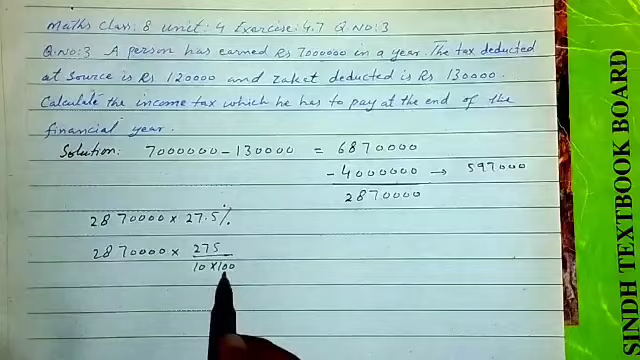 Maths Class: 8 unit: 4 Exercise: 4.7 Q.No: 3
Q.No: 3 A person has earned Rs 7000000 in a year. The tax deducted
at source is Rs 120000 and zakat deducted is Rs 130000.
Calculate the income tax which he has to pay at the end of the
financial year.
Solution: 7000000 - 130000 = 6870000
- 4000000 → 597000
2870000
2870000 x 27.5%
2870000 x 275
10 x 100
SINDH TEXTBOOK BOARD